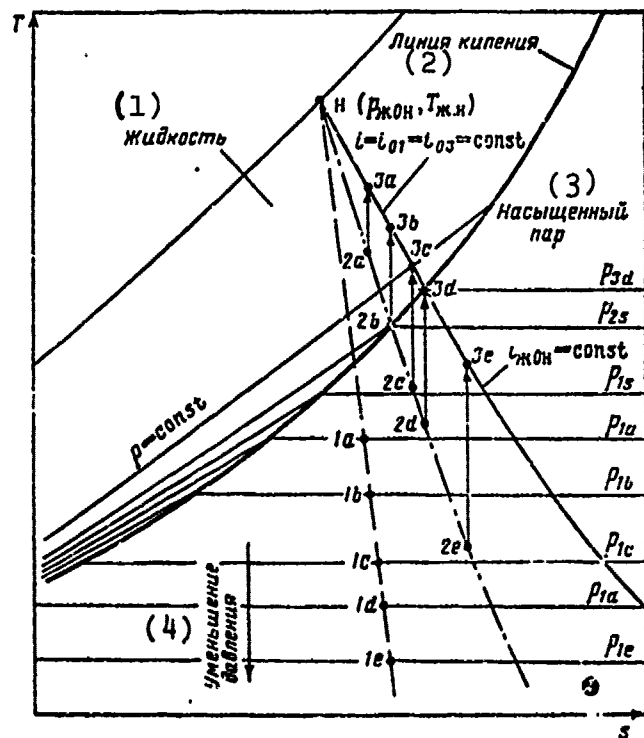 T
Линия кипения
(2)
(1)
Жидкость
H (pжон, Tж.н)
i=i01=i03=const
(3)
Насыщенный
пар
3a
3b
3c
3d
2a
2b
p3d
p2s
3e
iжон=const
p=const
2c
p1s
2d
1a
p1a
1b
p1b
2e
1c
p1c
(4)
Уменьшение
давления
1d
p1a
1e
p1e
s